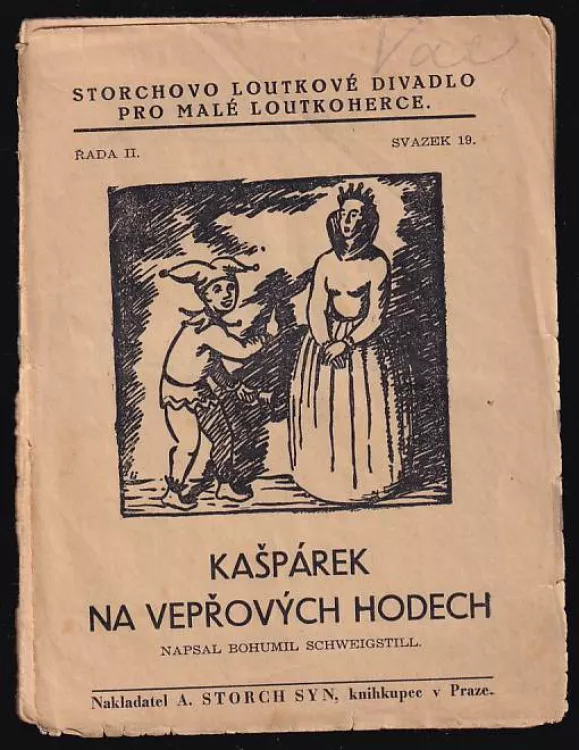 STORCHOVO LOUTKOVÉ DIVADLO
PRO MALÉ LOUTKOHERCE.
ŘADA II.
SVAZEK 19.
KAŠPÁREK
NA VEPŘOVÝCH HODECH
NAPSAL BOHUMIL SCHWEIGSTILL.
Nakladatel A. STORCH SYN, knihkupec v Praze.